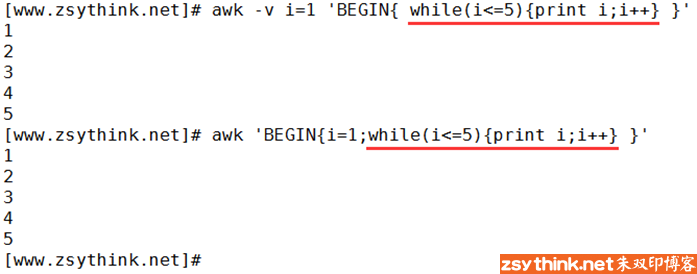 [www.zsythink.net]# awk -v i=1 'BEGIN{ while(i<=5){print i;i++} }'
1
2
3
4
5
[www.zsythink.net]# awk 'BEGIN{i=1;while(i<=5){print i;i++} }'
1
2
3
4
5
[www.zsythink.net]#
zsythink.net朱双印博客